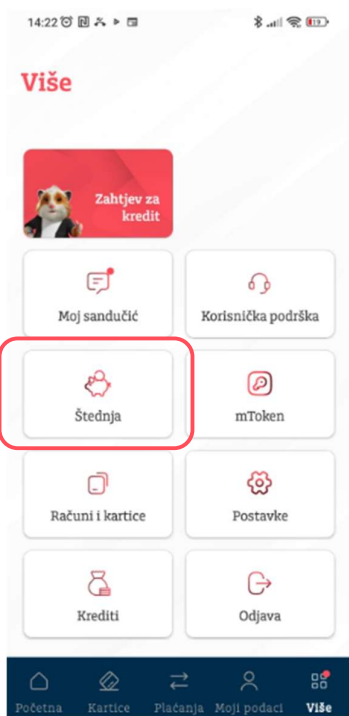 14:22
19
Više
Zahtjev za
kredit
Moj sandučić
Korisnička podrška
Štednja
mToken
Računi i kartice
Postavke
Krediti
Odjava
Početna Kartice Plaćanja Moji podaci Više